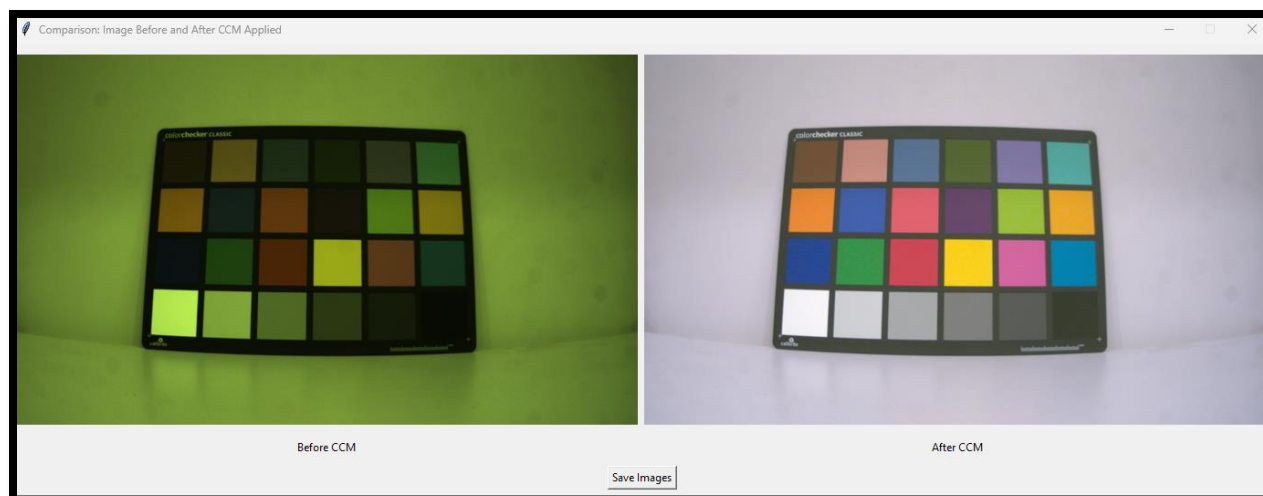 Comparison: Image Before and After CCM Applied
colorchecker CLASSIC
colorchecker CLASSIC
Before CCM
After CCM
Save Images